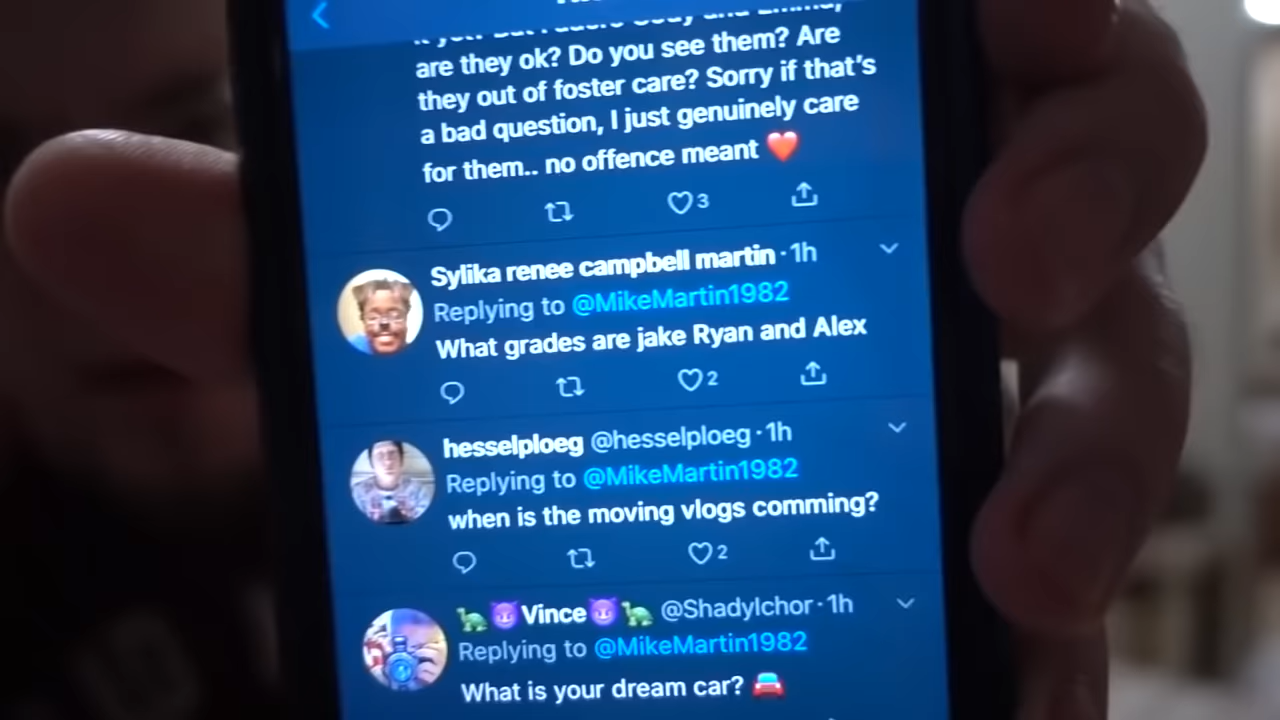 are they ok? Do you see them? Are
they out of foster care? Sorry if that's
a bad question, I just genuinely care
for them.. no offence meant ❤️
3
Sylika renee campbell martin · 1h
Replying to @MikeMartin1982
What grades are jake Ryan and Alex
2
hesselploeg @hesselploeg · 1h
Replying to @MikeMartin1982
when is the moving vlogs comming?
2
🦕😈Vince😈🦕 @ShadyIchor · 1h
Replying to @MikeMartin1982
What is your dream car? 🚘